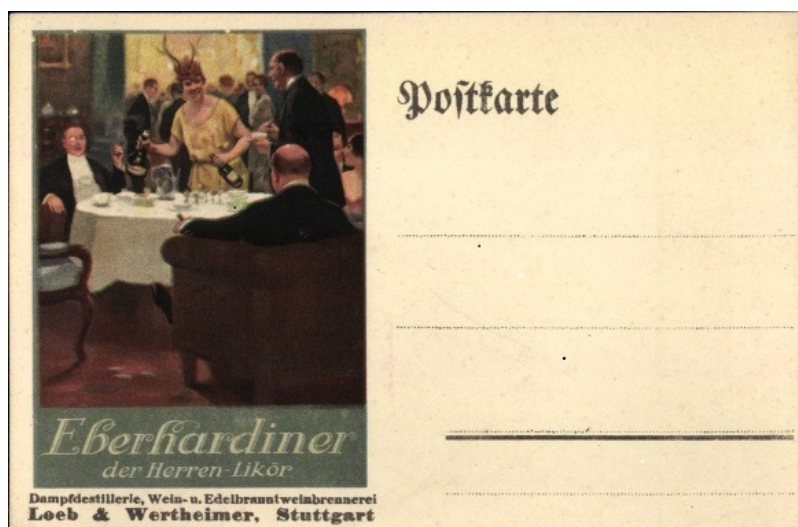 Postkarte
Eberhardiner
der Herren-Likör
Dampfdestillerie, Wein- u. Edelbranntweinbrennerei
Loeb & Wertheimer, Stuttgart